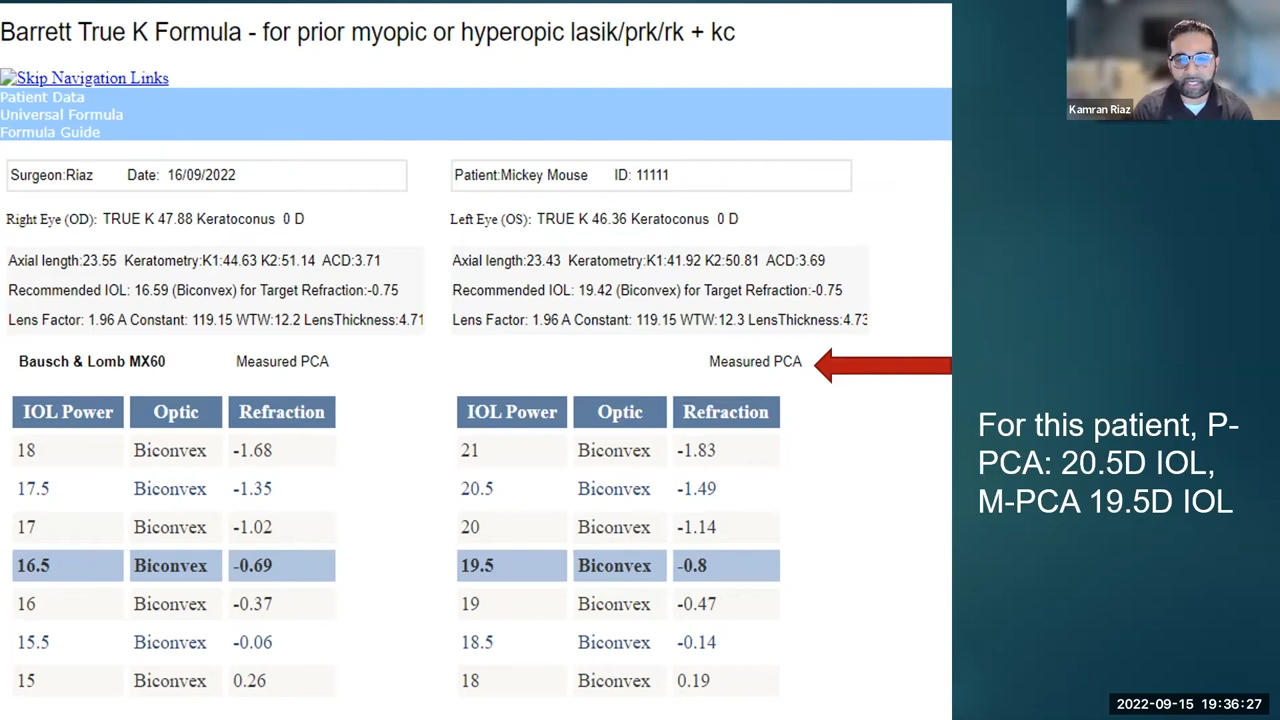 Barrett True K Formula - for prior myopic or hyperopic lasik/prk/rk + kc
Skip Navigation Links
Patient Data
Universal Formula
Formula Guide
Surgeon:Riaz Date: 16/09/2022
Patient:Mickey Mouse ID: 11111
Right Eye (OD): TRUE K 47.88 Keratoconus 0 D
Axial length:23.55 Keratometry:K1:44.63 K2:51.14 ACD:3.71
Recommended IOL: 16.59 (Biconvex) for Target Refraction:-0.75
Lens Factor: 1.96 A Constant: 119.15 WTW:12.2 LensThickness:4.71
Bausch & Lomb MX60 Measured PCA
IOL Power Optic Refraction
18 Biconvex -1.68
17.5 Biconvex -1.35
17 Biconvex -1.02
16.5 Biconvex -0.69
16 Biconvex -0.37
15.5 Biconvex -0.06
15 Biconvex 0.26
Left Eye (OS): TRUE K 46.36 Keratoconus 0 D
Axial length:23.43 Keratometry:K1:41.92 K2:50.81 ACD:3.69
Recommended IOL: 19.42 (Biconvex) for Target Refraction:-0.75
Lens Factor: 1.96 A Constant: 119.15 WTW:12.3 LensThickness:4.73
Measured PCA
IOL Power Optic Refraction
21 Biconvex -1.83
20.5 Biconvex -1.49
20 Biconvex -1.14
19.5 Biconvex -0.8
19 Biconvex -0.47
18.5 Biconvex -0.14
18 Biconvex 0.19
Kamran Riaz
For this patient, P-
PCA: 20.5D IOL,
M-PCA 19.5D IOL
2022-09-15 19:36:27